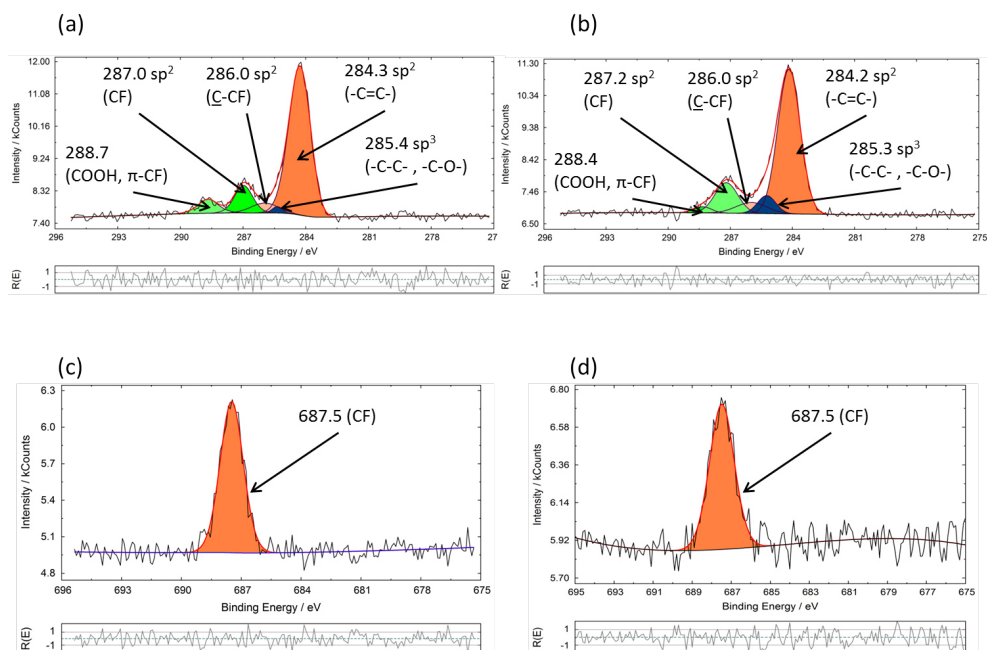 (a)
287.0 sp²
(CF)
286.0 sp²
(C-CF)
284.3 sp²
(-C=C-)
285.4 sp³
(-C-C- , -C-O-)
288.7
(COOH, π-CF)
Intensity / kCounts
12.00
11.08
10.16
9.24
8.32
7.40
296 293 290 287 284 281 278 27
Binding Energy / eV
R(E)
1
-1
(b)
287.2 sp²
(CF)
286.0 sp²
(C-CF)
284.2 sp²
(-C=C-)
285.3 sp³
(-C-C- , -C-O-)
288.4
(COOH, π-CF)
Intensity / kCounts
11.30
10.34
9.38
8.42
7.46
6.50
296 293 290 287 284 281 278 275
Binding Energy / eV
R(E)
1
-1
(c)
687.5 (CF)
Intensity / kCounts
6.3
6.0
5.7
5.4
5.1
4.8
696 693 690 687 684 681 678 675
Binding Energy / eV
R(E)
1
-1
(d)
687.5 (CF)
Intensity / kCounts
6.80
6.58
6.36
6.14
5.92
5.70
695 693 691 689 687 685 683 681 679 677 675
Binding Energy / eV
R(E)
1
-1